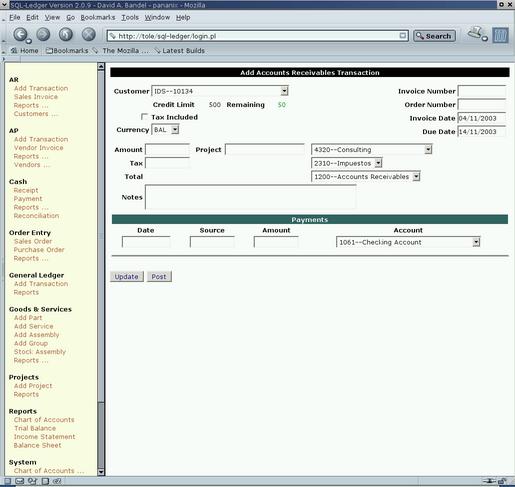 SQL-Ledger Version 2.0.9 - David A. Bandel - pananix - Mozilla
File Edit View Go Bookmarks Tools Window Help
http://tole/sql-ledger/login.pl Search
Home Bookmarks The Mozilla ... Latest Builds
AR
Add Transaction
Sales Invoice
Reports ...
Customers ...
AP
Add Transaction
Vendor Invoice
Reports ...
Vendors ...
Cash
Receipt
Payment
Reports ...
Reconciliation
Order Entry
Sales Order
Purchase Order
Reports ...
General Ledger
Add Transaction
Reports
Goods & Services
Add Part
Add Service
Add Assembly
Add Group
Stock Assembly
Reports ...
Projects
Add Project
Reports
Reports
Chart of Accounts
Trial Balance
Income Statement
Balance Sheet
System
Chart of Accounts ...
Add Accounts Receivables Transaction
Customer IDS--10134 Invoice Number
Credit Limit 500 Remaining 50 Order Number
Tax Included Invoice Date 04/11/2003
Currency BAL Due Date 14/11/2003
Amount Project 4320--Consulting
Tax 2310--Impuestos
Total 1200--Accounts Receivables
Notes
Payments
Date Source Amount Account
1061--Checking Account
Update Post